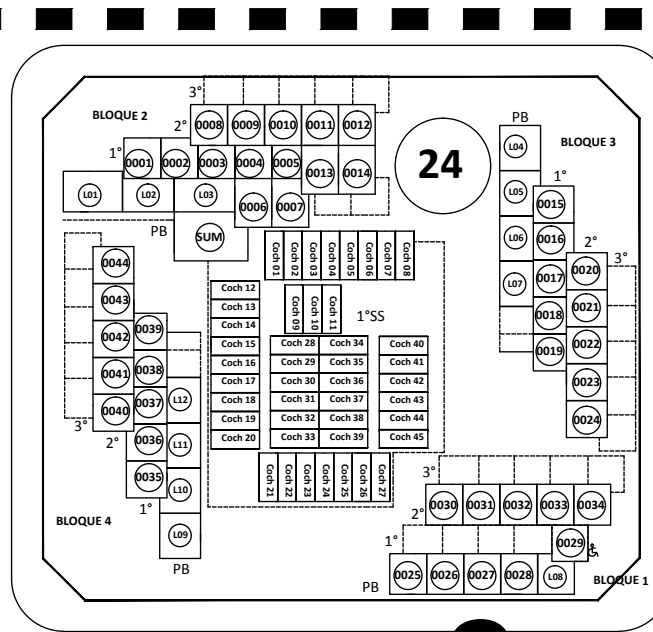 3°
BLOQUE 2
2°
0008 0009 0010 0011 0012
1°
0001 0002 0003 0004 0005
0013 0014
L01 L02 L03
0006 0007
PB
SUM
24
PB
BLOQUE 3
L04
L05
L06
L07
1°
0015
0016
0017
0018
0019
2°
0020
0021
0022
0023
0024
3°
Coch 01
Coch 02
Coch 03
Coch 04
Coch 05
Coch 06
Coch 07
Coch 08
Coch 09
Coch 10
Coch 11
1°SS
Coch 12
Coch 13
Coch 14
Coch 15
Coch 16
Coch 17
Coch 18
Coch 19
Coch 20
Coch 28 Coch 34
Coch 29 Coch 35
Coch 30 Coch 36
Coch 31 Coch 37
Coch 32 Coch 38
Coch 33 Coch 39
Coch 40
Coch 41
Coch 42
Coch 43
Coch 44
Coch 45
Coch 21
Coch 22
Coch 23
Coch 24
Coch 25
Coch 26
Coch 27
0044
0043
0042
0041
0040
3°
2°
0039
0038
0037
0036
0035
1°
L12
L11
L10
L09
PB
BLOQUE 4
3°
2°
0030 0031 0032 0033 0034
1°
0029
PB
0025 0026 0027 0028 L08
BLOQUE 1